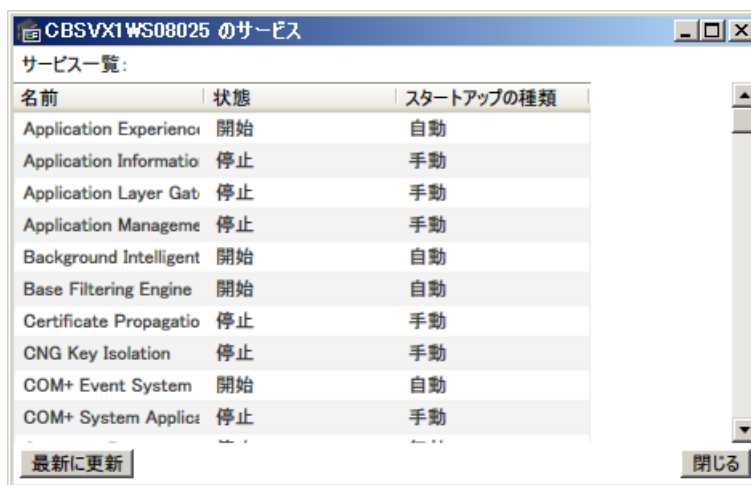 CBSVX1WS08025 のサービス
サービス一覧:
名前 状態 スタートアップの種類
Application Experienc 開始 自動
Application Informatio 停止 手動
Application Layer Gat 停止 手動
Application Manageme 停止 手動
Background Intelligent 開始 自動
Base Filtering Engine 開始 自動
Certificate Propagatio 停止 手動
CNG Key Isolation 停止 手動
COM+ Event System 開始 自動
COM+ System Applica 停止 手動
最新に更新 閉じる